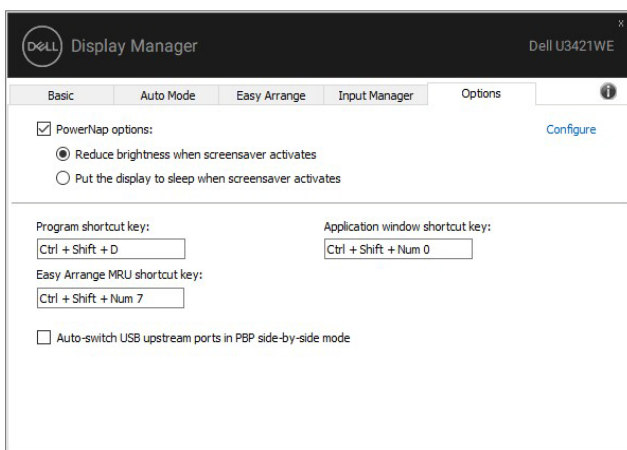 x
DELL Display Manager
Dell U3421WE
Basic
Auto Mode
Easy Arrange
Input Manager
Options
i
PowerNap options:
Configure
Reduce brightness when screensaver activates
Put the display to sleep when screensaver activates
Program shortcut key:
Application window shortcut key:
Ctrl + Shift + D
Ctrl + Shift + Num 0
Easy Arrange MRU shortcut key:
Ctrl + Shift + Num 7
Auto-switch USB upstream ports in PBP side-by-side mode